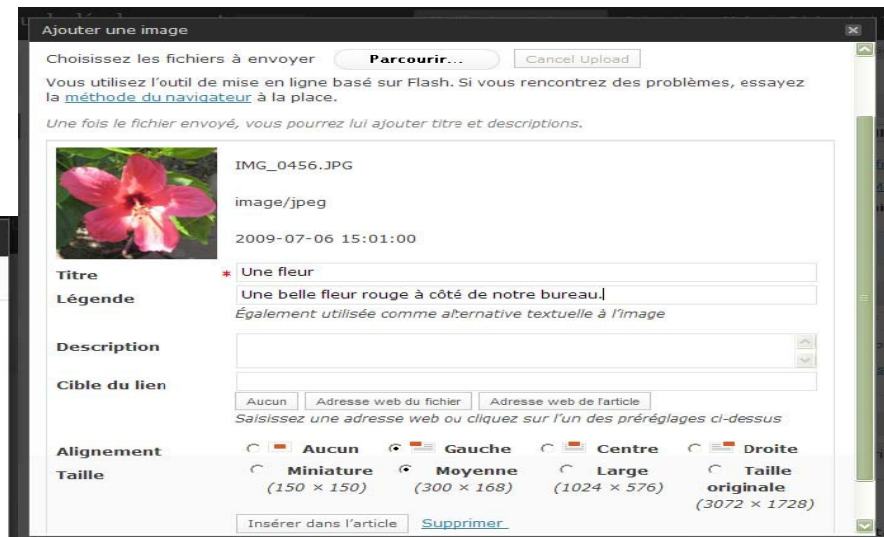 Ajouter une image
Choisissez les fichiers à envoyer Parcourir... Cancel Upload
Vous utilisez l'outil de mise en ligne basé sur Flash. Si vous rencontrez des problèmes, essayez
la méthode du navigateur à la place.
Une fois le fichier envoyé, vous pourrez lui ajouter titre et descriptions.
IMG_0456.JPG
image/jpeg
2009-07-06 15:01:00
Titre * Une fleur
Légende Une belle fleur rouge à côté de notre bureau.
Également utilisée comme alternative textuelle à l'image
Description
Cible du lien
Aucun Adresse web du fichier Adresse web de l'article
Saisissez une adresse web ou cliquez sur l'un des préréglages ci-dessus
Alignement Aucun Gauche Centre Droite
Taille Miniature Moyenne Large Taille
(150 × 150) (300 × 168) (1024 × 576) originale
(3072 × 1728)
Insérer dans l'article Supprimer